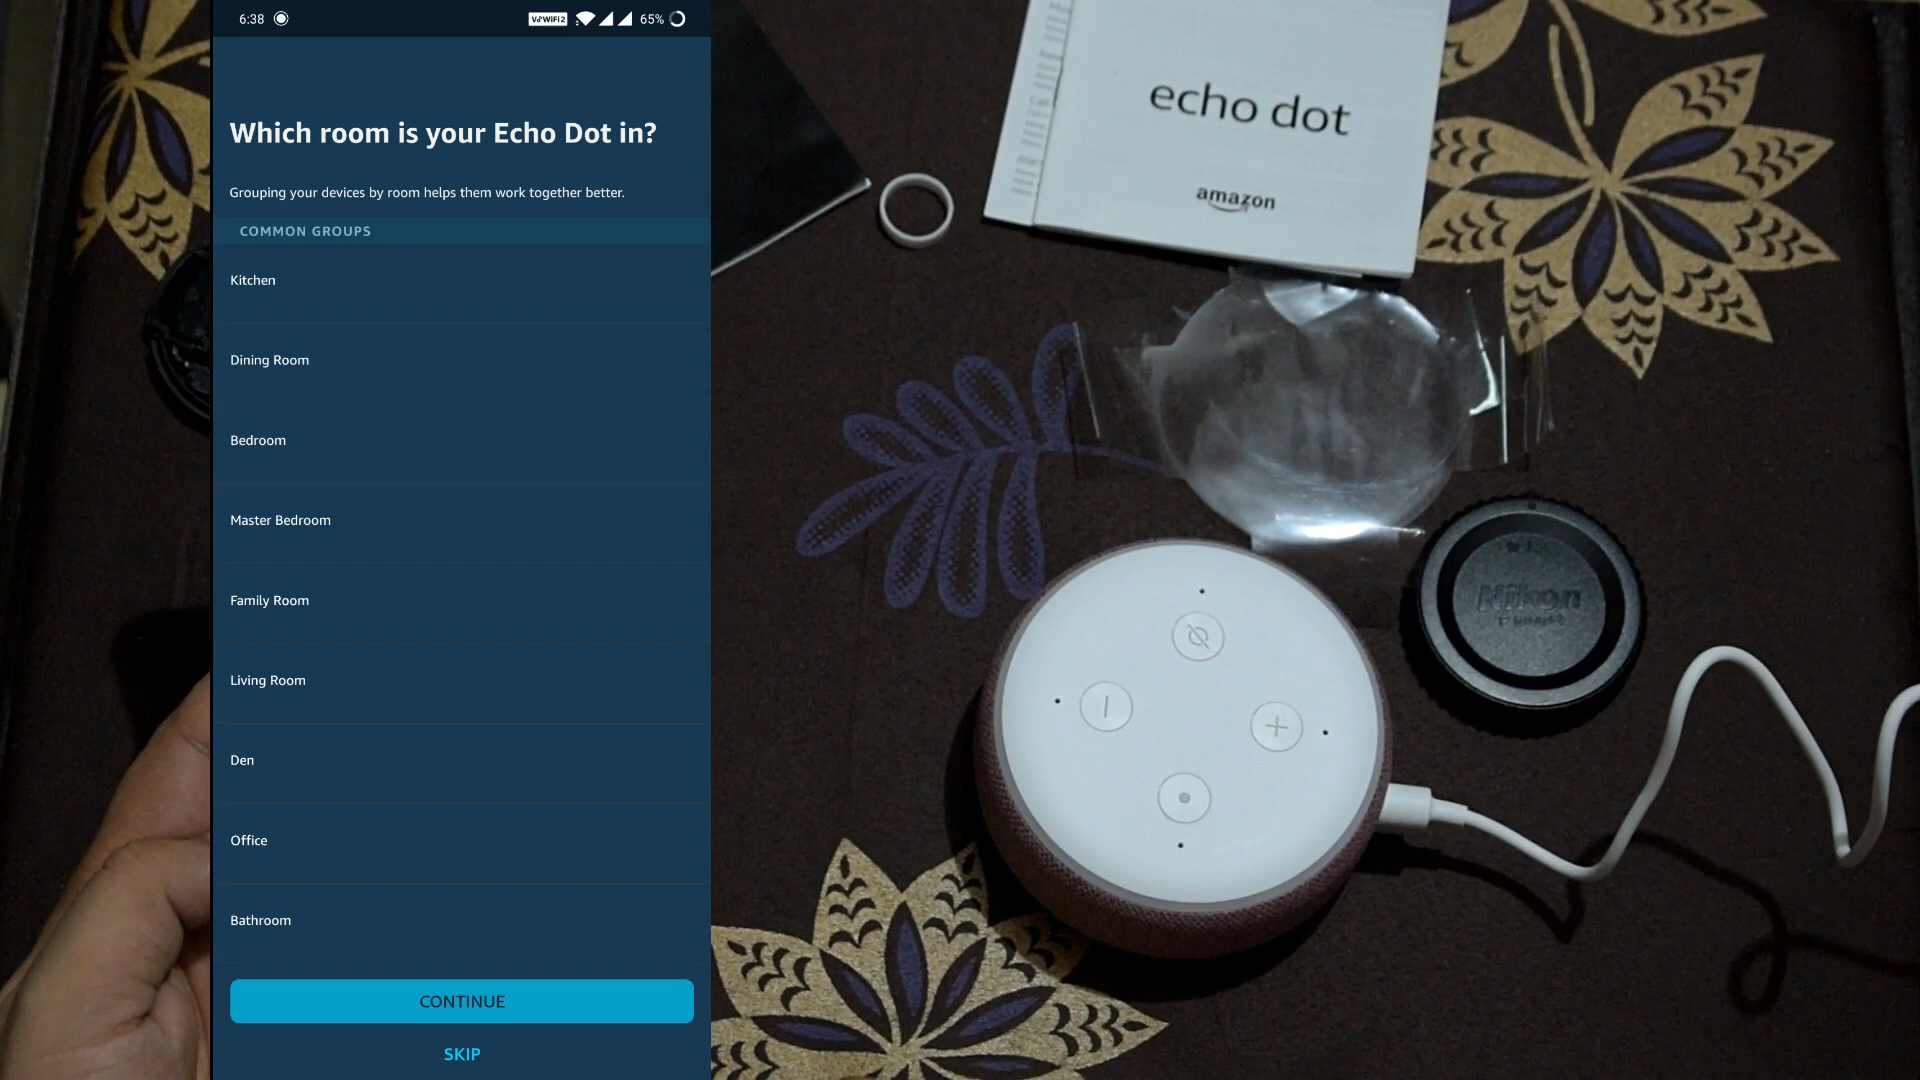 6:38
Vo WiFi2
65%
Which room is your Echo Dot in?
Grouping your devices by room helps them work together better.
COMMON GROUPS
Kitchen
Dining Room
Bedroom
Master Bedroom
Family Room
Living Room
Den
Office
Bathroom
CONTINUE
SKIP
echo dot
amazon
Nikon